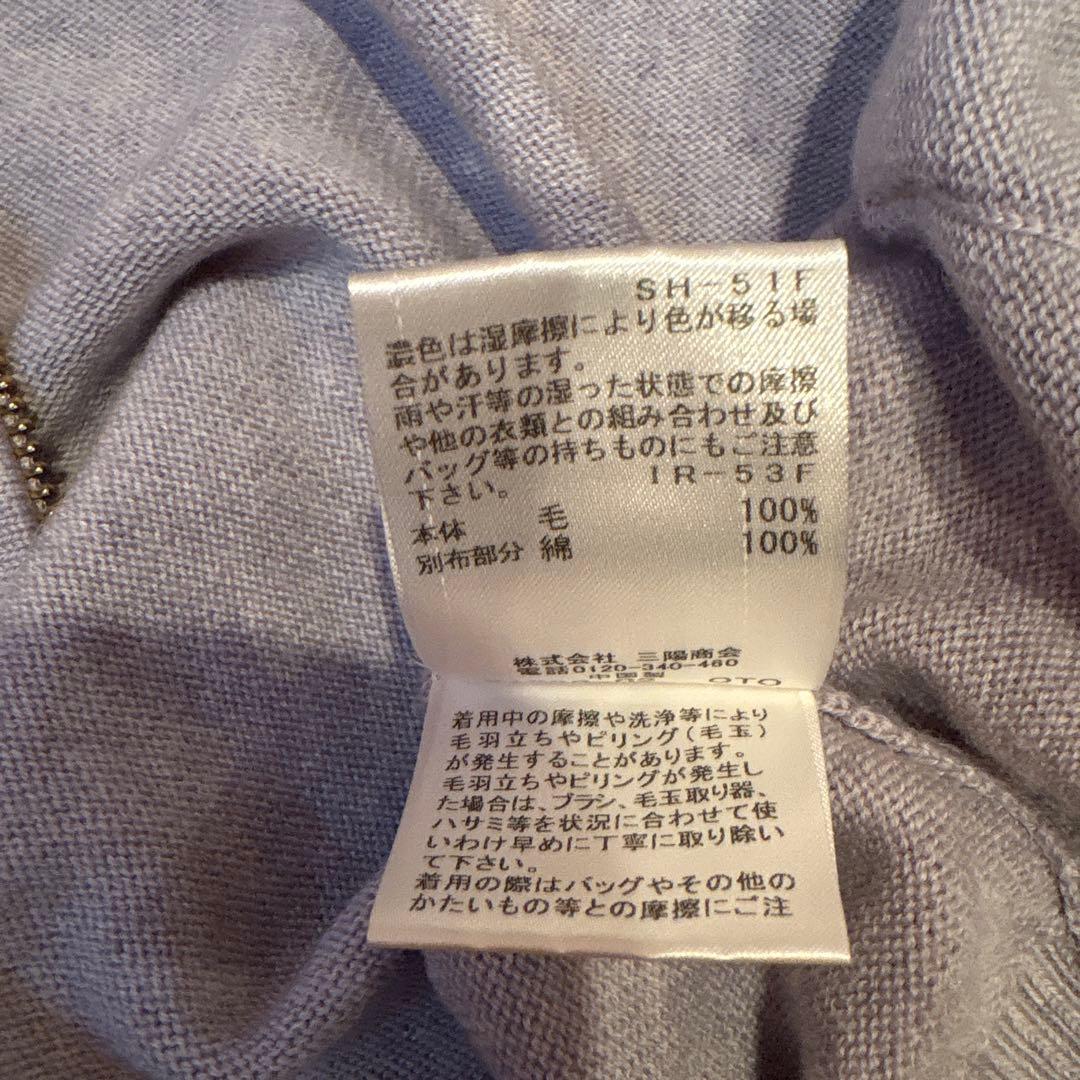 SH-51F
濃色は湿摩擦により色が移る場
合があります。
雨や汗等の湿った状態での摩擦
や他の衣類との組み合わせ及び
バッグ等の持ちものにもご注意
下さい。
IR-53F
本体 毛 100%
別布部分 綿 100%
株式会社 三陽商会
電話0120-340-460
中国製
OTO
着用中の摩擦や洗浄等により
毛羽立ちやピリング(毛玉)
が発生することがあります。
毛羽立ちやピリングが発生し
た場合は、ブラシ、毛玉取り器、
ハサミ等を状況に合わせて使
いわけ早めに丁寧に取り除い
て下さい。
着用の際はバッグやその他の
かたいもの等との摩擦にご注